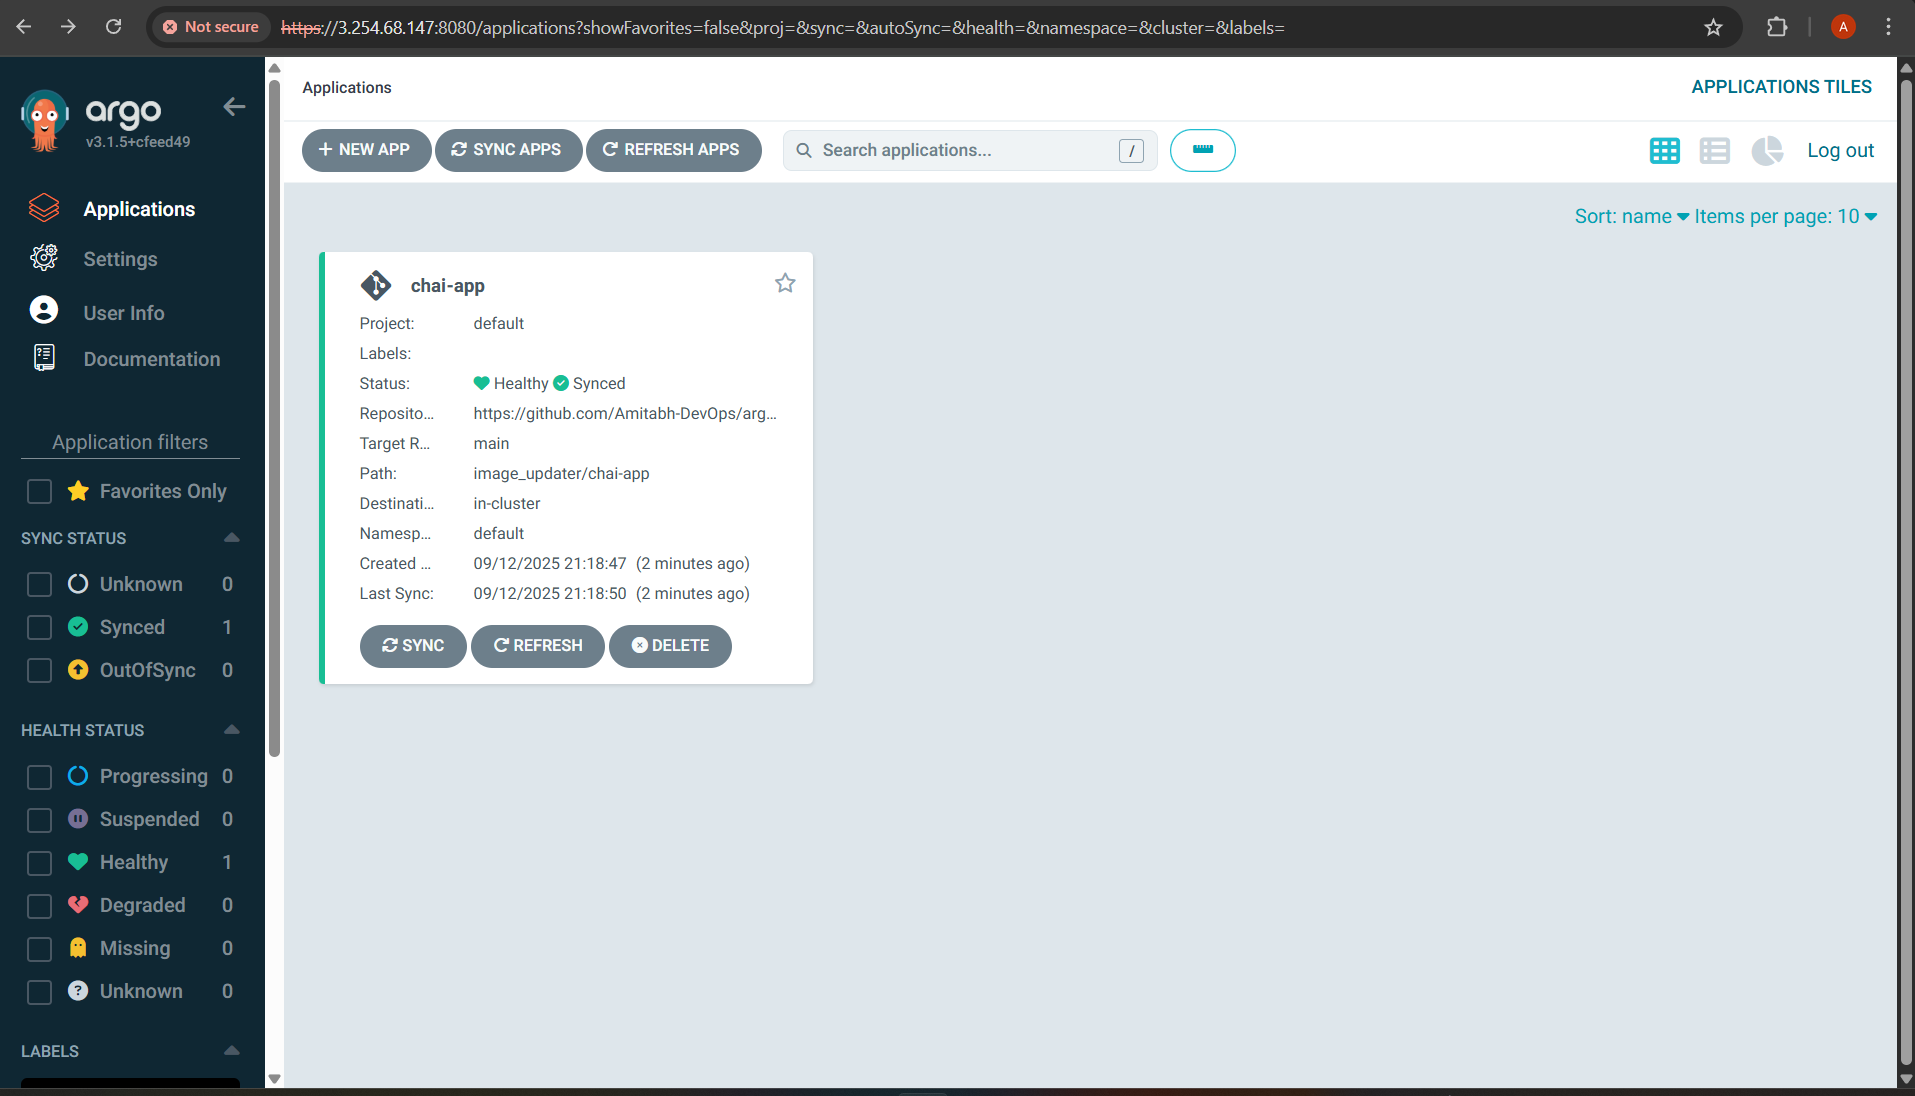 Not secure https://3.254.68.147:8080/applications?showFavorites=false&proj=&sync=&autoSync=&health=&namespace=&cluster=&labels=
A
argo
v3.1.5+cfeed49
Applications
Settings
User Info
Documentation
Application filters
Favorites Only
SYNC STATUS
Unknown 0
Synced 1
OutOfSync 0
HEALTH STATUS
Progressing 0
Suspended 0
Healthy 1
Degraded 0
Missing 0
? Unknown 0
LABELS
Applications
APPLICATIONS TILES
+ NEW APP SYNC APPS REFRESH APPS Search applications... / Log out
Sort: name Items per page: 10
chai-app
Project: default
Labels:
Status: Healthy Synced
Reposito... https://github.com/Amitabh-DevOps/arg...
Target R... main
Path: image_updater/chai-app
Destinati... in-cluster
Namesp... default
Created ... 09/12/2025 21:18:47 (2 minutes ago)
Last Sync: 09/12/2025 21:18:50 (2 minutes ago)
SYNC REFRESH DELETE